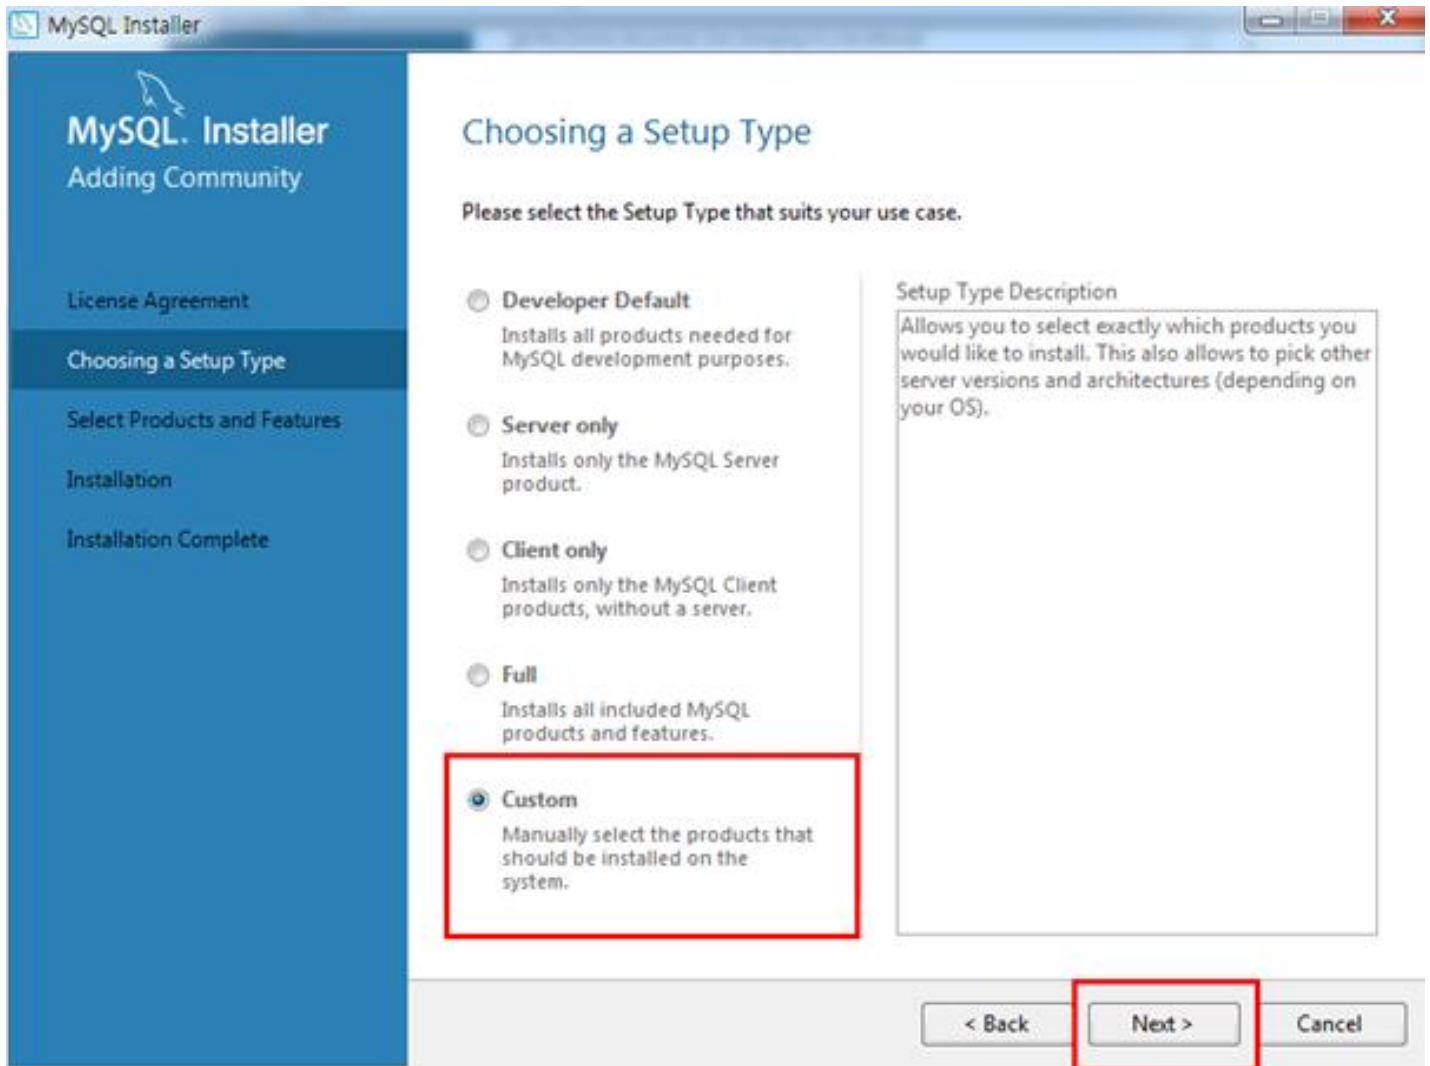 MySQL Installer
MySQL. Installer
Adding Community
License Agreement
Choosing a Setup Type
Select Products and Features
Installation
Installation Complete
Choosing a Setup Type
Please select the Setup Type that suits your use case.
Developer Default
Installs all products needed for
MySQL development purposes.
Server only
Installs only the MySQL Server
product.
Client only
Installs only the MySQL Client
products, without a server.
Full
Installs all included MySQL
products and features.
Custom
Manually select the products that
should be installed on the
system.
Setup Type Description
Allows you to select exactly which products you
would like to install. This also allows to pick other
server versions and architectures (depending on
your OS).
< Back
Next >
Cancel